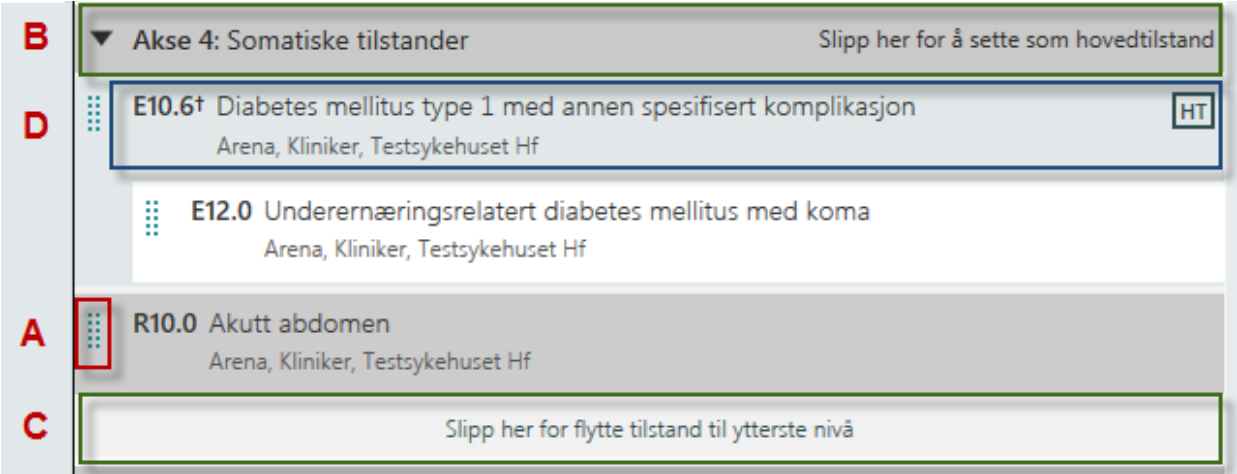 B
Akse 4: Somatiske tilstander Slipp her for å sette som hovedtilstand
D
E10.6† Diabetes mellitus type 1 med annen spesifisert komplikasjon HT
Arena, Kliniker, Testsykehuset Hf
E12.0 Underernæringsrelatert diabetes mellitus med koma
Arena, Kliniker, Testsykehuset Hf
A
R10.0 Akutt abdomen
Arena, Kliniker, Testsykehuset Hf
C
Slipp her for flytte tilstand til ytterste nivå